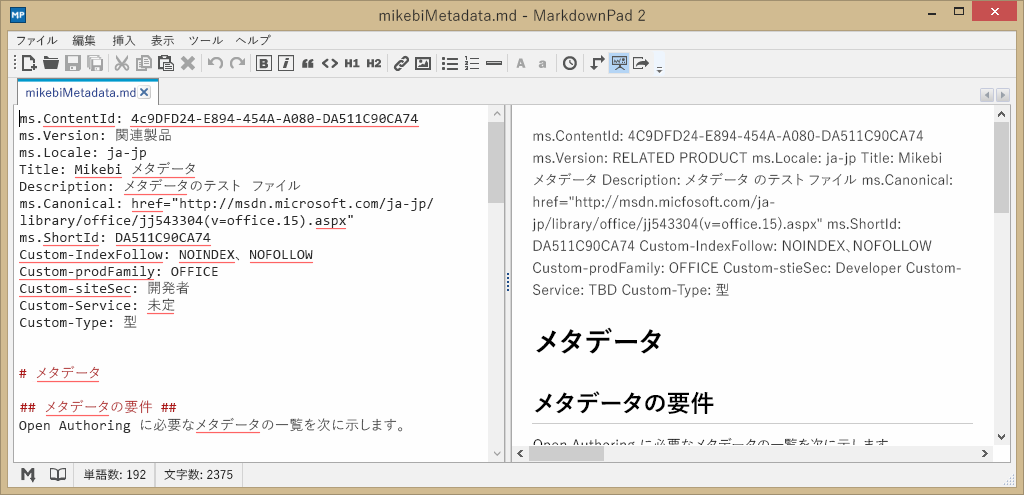 mikebiMetadata.md - MarkdownPad 2
ファイル 編集 挿入 表示 ツール ヘルプ
H1 H2 A a
mikebiMetadata.md
ms.ContentId: 4c9DFD24-E894-454A-A080-DA511C90CA74
ms.Version: 関連製品
ms.Locale: ja-jp
Title: Mikebi メタデータ
Description: メタデータのテスト ファイル
ms.Canonical: href="http://msdn.microsoft.com/ja-jp/
library/office/jj543304(v=office.15).aspx"
ms.ShortId: DA511C90CA74
Custom-IndexFollow: NOINDEX、NOFOLLOW
Custom-prodFamily: OFFICE
Custom-siteSec: 開発者
Custom-Service: 未定
Custom-Type: 型
# メタデータ
## メタデータの要件 ##
Open Authoring に必要なメタデータの一覧を次に示します。
ms.ContentId: 4C9DFD24-E894-454A-A080-DA511C90CA74
ms.Version: RELATED PRODUCT ms.Locale: ja-jp Title: Mikebi
メタデータ Description: メタデータ のテスト ファイル ms.Canonical:
href="http://msdn.micfosoft.com/ja-
jp/library/office/jj543304(v=office.15).aspx" ms.ShortId:
DA511CA74 Custom-IndexFollow: NOINDEX、NOFOLLOW
Custom-prodFamily: OFFICE Custom-stieSec: Developer Custom-
Service: TBD Custom-Type: 型
メタデータ
メタデータの要件
Open Authoring に必要なメタデータの一覧を次に示します
単語数: 192 文字数: 2375